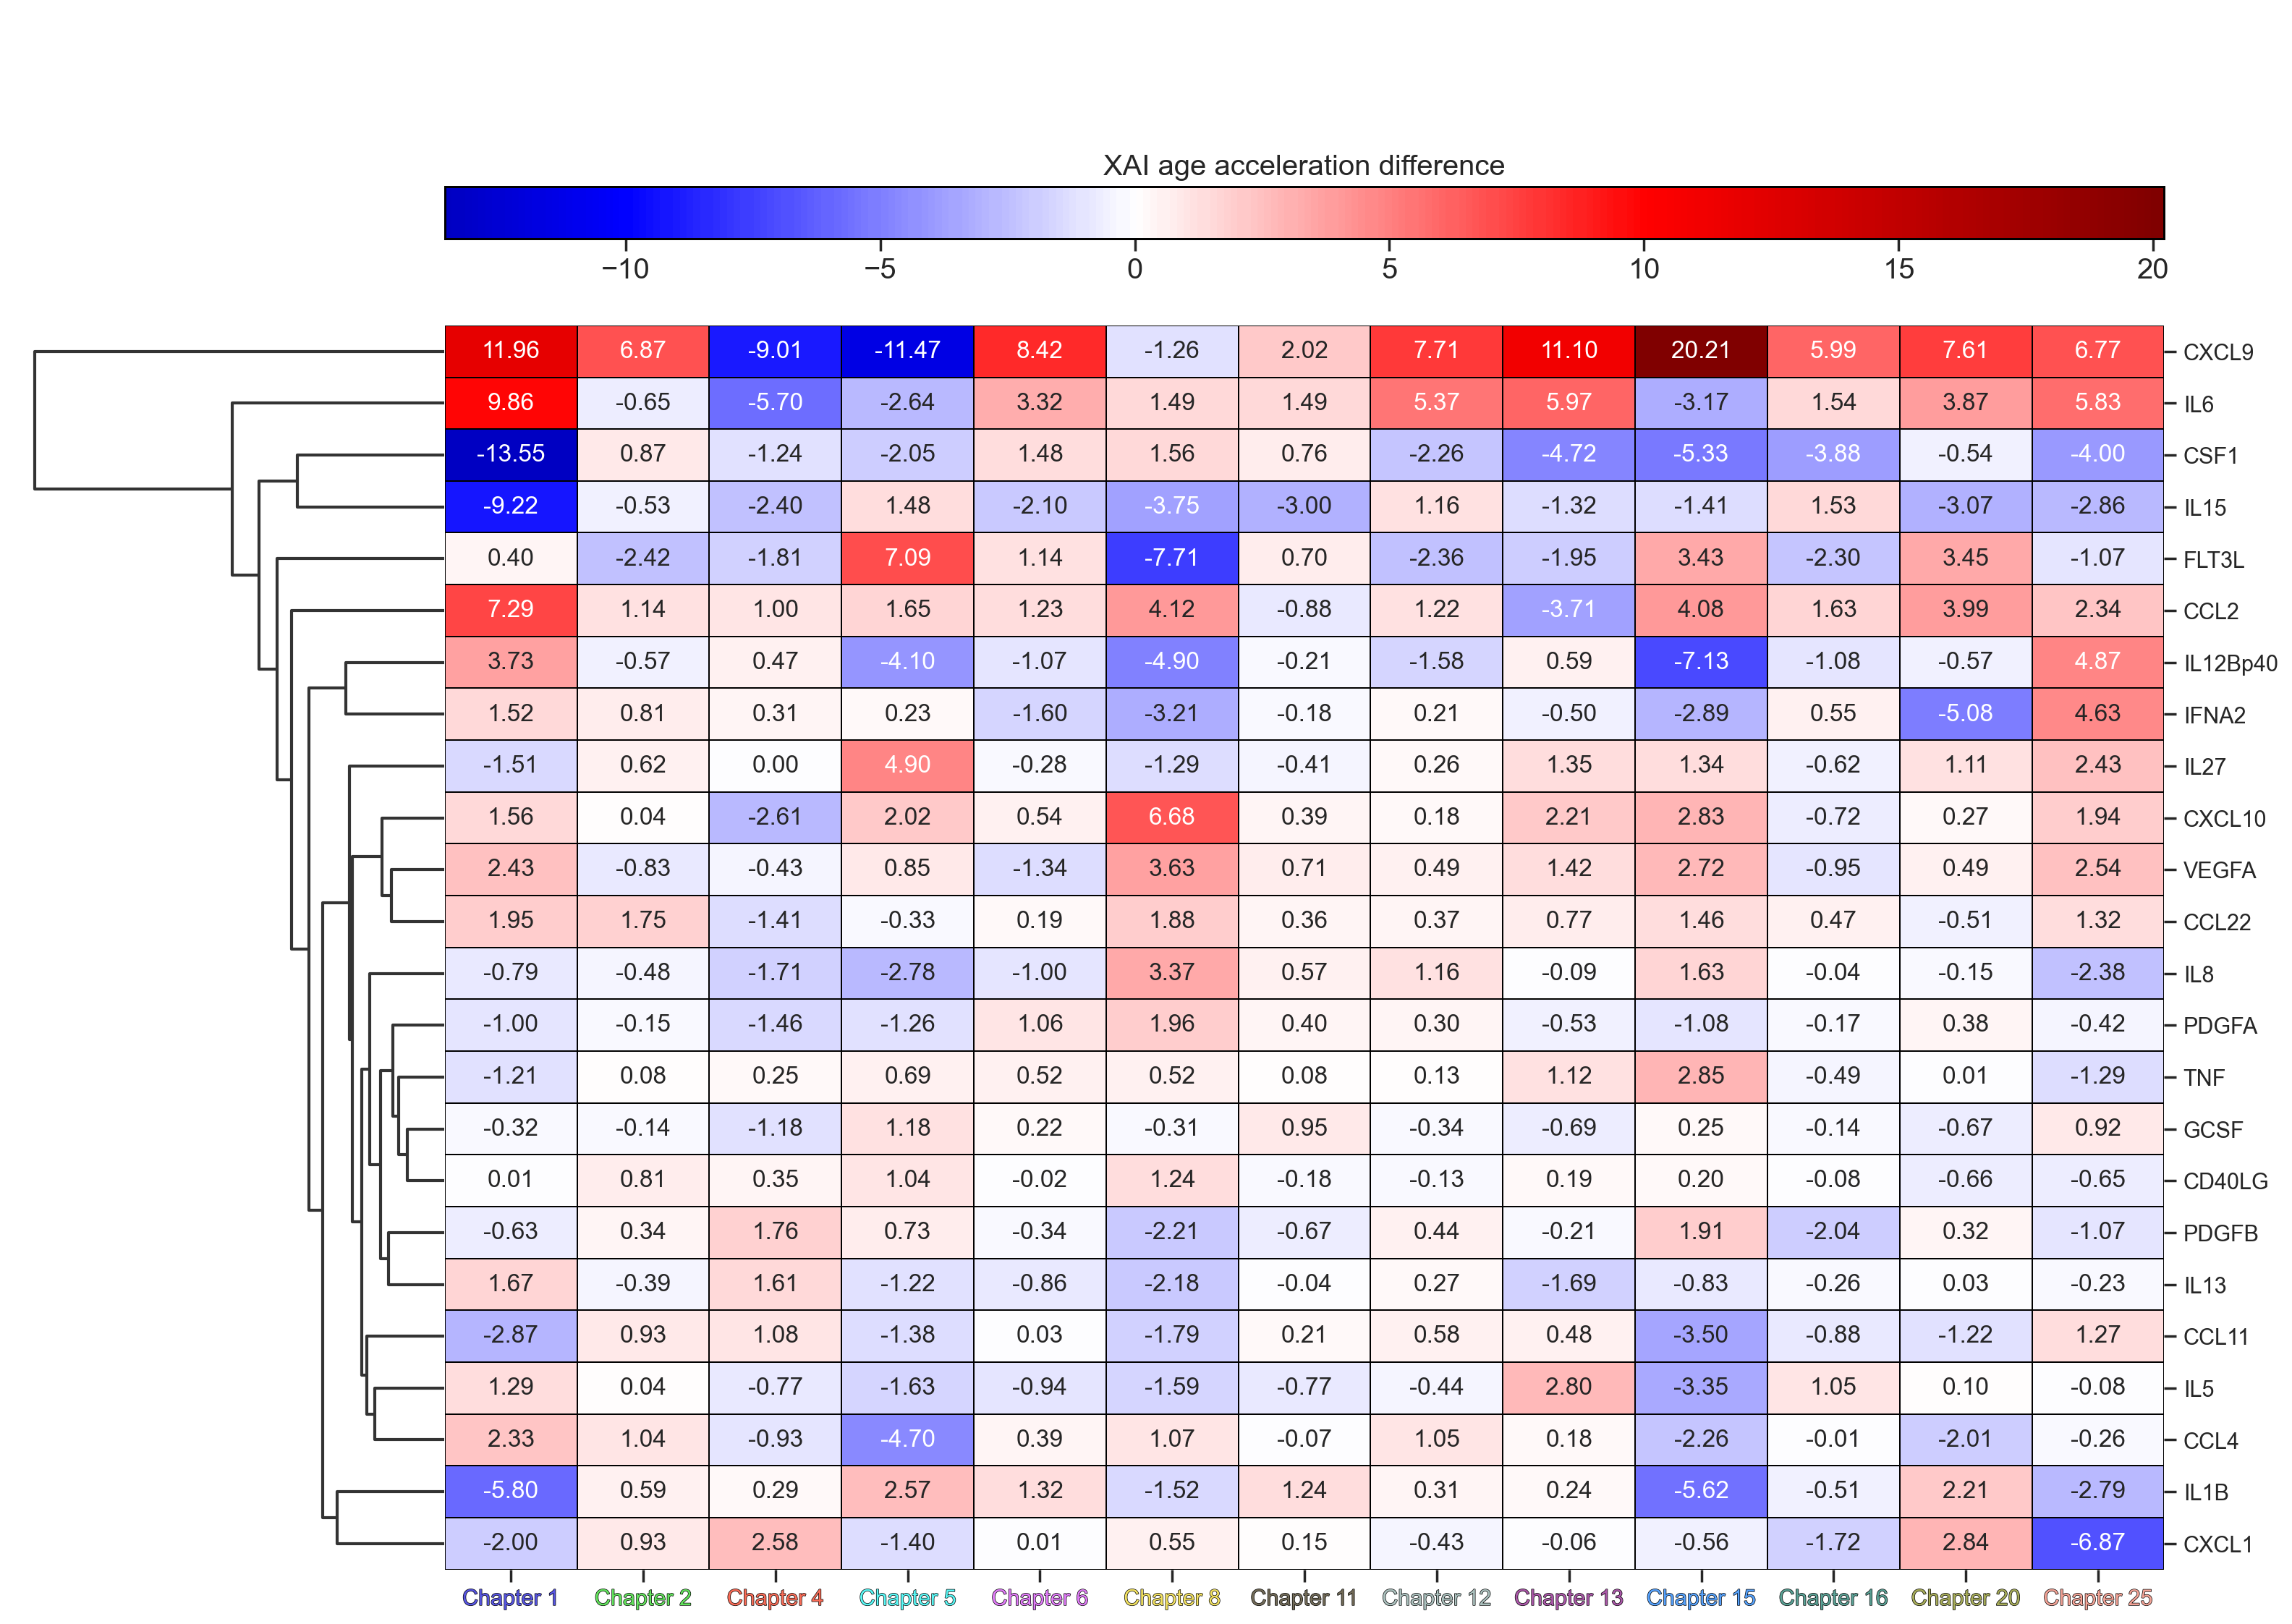 XAI age acceleration difference
−10 −5 0 5 10 15 20
11.96 6.87 -9.01 -11.47 8.42 -1.26 2.02 7.71 11.10 20.21 5.99 7.61 6.77 CXCL9
9.86 -0.65 -5.70 -2.64 3.32 1.49 1.49 5.37 5.97 -3.17 1.54 3.87 5.83 IL6
-13.55 0.87 -1.24 -2.05 1.48 1.56 0.76 -2.26 -4.72 -5.33 -3.88 -0.54 -4.00 CSF1
-9.22 -0.53 -2.40 1.48 -2.10 -3.75 -3.00 1.16 -1.32 -1.41 1.53 -3.07 -2.86 IL15
0.40 -2.42 -1.81 7.09 1.14 -7.71 0.70 -2.36 -1.95 3.43 -2.30 3.45 -1.07 FLT3L
7.29 1.14 1.00 1.65 1.23 4.12 -0.88 1.22 -3.71 4.08 1.63 3.99 2.34 CCL2
3.73 -0.57 0.47 -4.10 -1.07 -4.90 -0.21 -1.58 0.59 -7.13 -1.08 -0.57 4.87 IL12Bp40
1.52 0.81 0.31 0.23 -1.60 -3.21 -0.18 0.21 -0.50 -2.89 0.55 -5.08 4.63 IFNA2
-1.51 0.62 0.00 4.90 -0.28 -1.29 -0.41 0.26 1.35 1.34 -0.62 1.11 2.43 IL27
1.56 0.04 -2.61 2.02 0.54 6.68 0.39 0.18 2.21 2.83 -0.72 0.27 1.94 CXCL10
2.43 -0.83 -0.43 0.85 -1.34 3.63 0.71 0.49 1.42 2.72 -0.95 0.49 2.54 VEGFA
1.95 1.75 -1.41 -0.33 0.19 1.88 0.36 0.37 0.77 1.46 0.47 -0.51 1.32 CCL22
-0.79 -0.48 -1.71 -2.78 -1.00 3.37 0.57 1.16 -0.09 1.63 -0.04 -0.15 -2.38 IL8
-1.00 -0.15 -1.46 -1.26 1.06 1.96 0.40 0.30 -0.53 -1.08 -0.17 0.38 -0.42 PDGFA
-1.21 0.08 0.25 0.69 0.52 0.52 0.08 0.13 1.12 2.85 -0.49 0.01 -1.29 TNF
-0.32 -0.14 -1.18 1.18 0.22 -0.31 0.95 -0.34 -0.69 0.25 -0.14 -0.67 0.92 GCSF
0.01 0.81 0.35 1.04 -0.02 1.24 -0.18 -0.13 0.19 0.20 -0.08 -0.66 -0.65 CD40LG
-0.63 0.34 1.76 0.73 -0.34 -2.21 -0.67 0.44 -0.21 1.91 -2.04 0.32 -1.07 PDGFB
1.67 -0.39 1.61 -1.22 -0.86 -2.18 -0.04 0.27 -1.69 -0.83 -0.26 0.03 -0.23 IL13
-2.87 0.93 1.08 -1.38 0.03 -1.79 0.21 0.58 0.48 -3.50 -0.88 -1.22 1.27 CCL11
1.29 0.04 -0.77 -1.63 -0.94 -1.59 -0.77 -0.44 2.80 -3.35 1.05 0.10 -0.08 IL5
2.33 1.04 -0.93 -4.70 0.39 1.07 -0.07 1.05 0.18 -2.26 -0.01 -2.01 -0.26 CCL4
-5.80 0.59 0.29 2.57 1.32 -1.52 1.24 0.31 0.24 -5.62 -0.51 2.21 -2.79 IL1B
-2.00 0.93 2.58 -1.40 0.01 0.55 0.15 -0.43 -0.06 -0.56 -1.72 2.84 -6.87 CXCL1
Chapter 1 Chapter 2 Chapter 4 Chapter 5 Chapter 6 Chapter 8 Chapter 11 Chapter 12 Chapter 13 Chapter 15 Chapter 16 Chapter 20 Chapter 25